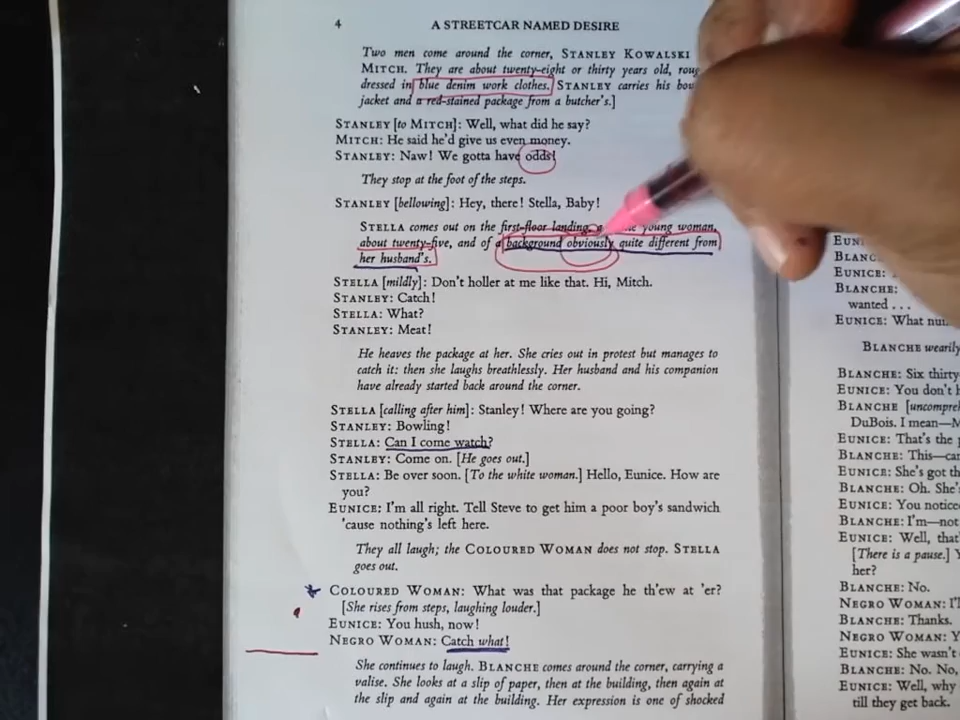 4 A STREETCAR NAMED DESIRE
Two men come around the corner, STANLEY KOWALSKI
MITCH. They are about twenty-eight or thirty years old,
dressed in blue denim work clothes. STANLEY carries his
jacket and a red-stained package from a butcher's.]
STANLEY [to MITCH]: Well, what did he say?
MITCH: He said he'd give us even money.
STANLEY: Naw! We gotta have odds!
They stop at the foot of the steps.
STANLEY [bellowing]: Hey, there! Stella, Baby!
STELLA comes out on the first-floor landing, a young woman,
about twenty-five, and of a background obviously quite different from
her husband's.
STELLA [mildly]: Don't holler at me like that. Hi, Mitch.
STANLEY: Catch!
STELLA: What?
STANLEY: Meat!
He heaves the package at her. She cries out in protest but manages to
catch it: then she laughs breathlessly. Her husband and his companion
have already started back around the corner.
STELLA [calling after him]: Stanley! Where are you going?
STANLEY: Bowling!
STELLA: Can I come watch?
STANLEY: Come on. [He goes out.]
STELLA: Be over soon. [To the white woman.] Hello, Eunice. How are
you?
EUNICE: I'm all right. Tell Steve to get him a poor boy's sandwich
'cause nothing's left here.
They all laugh; the COLOURED WOMAN does not stop. STELLA
goes out.
COLOURED WOMAN: What was that package he th'ew at 'er?
[She rises from steps, laughing louder.]
EUNICE: You hush, now!
NEGRO WOMAN: Catch what!
She continues to laugh. BLANCHE comes around the corner, carrying a
valise. She looks at a slip of paper, then at the building, then again at
the slip and again at the building. Her expression is one of shocked
EUNICE:
BLANCHE:
wanted . . .
EUNICE: What
BLANCHE wearily
BLANCHE: Six
EUNICE: You don't
BLANCHE
DuBois. I mean—
EUNICE: That's the
BLANCHE: This—
EUNICE: She's got
BLANCHE: Oh. She's
EUNICE: You
BLANCHE: I'm—not
EUNICE: Well,
[There is a pause.]
her?
BLANCHE: No.
NEGRO WOMAN:
BLANCHE: Thanks.
NEGRO WOMAN:
EUNICE: She wasn't
BLANCHE: No. No,
EUNICE: Well, why
till they get back.